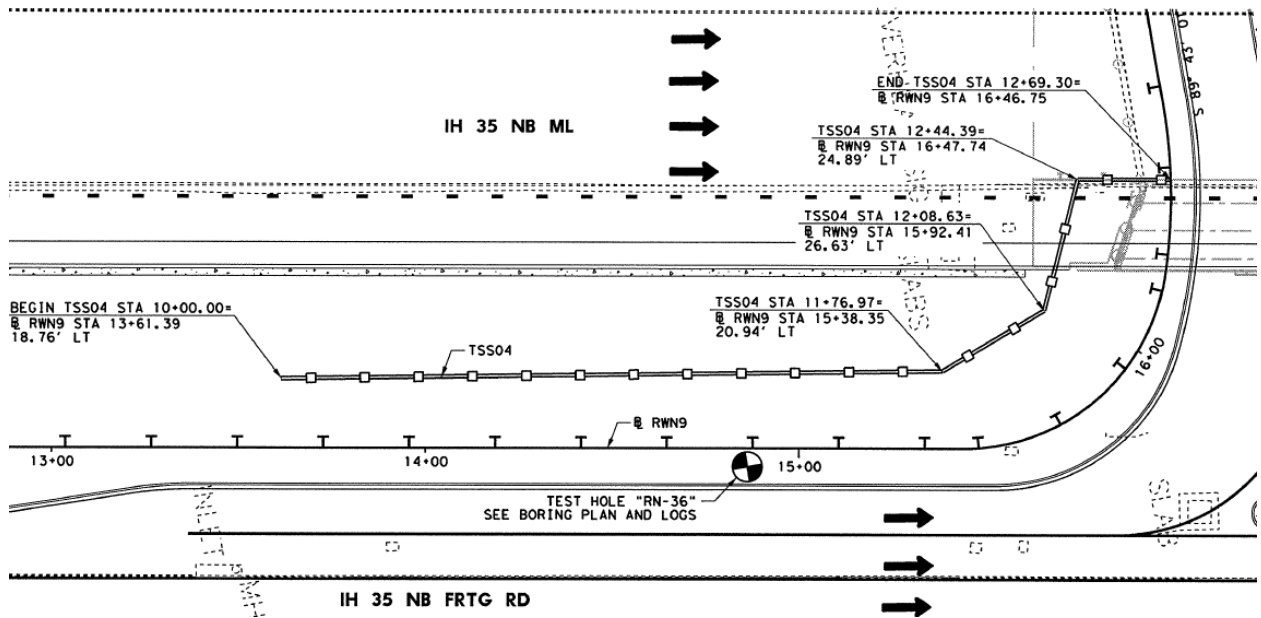 IH 35 NB ML
END TSS04 STA 12+69.30=
℄ RWN9 STA 16+46.75
TSS04 STA 12+44.39=
℄ RWN9 STA 16+47.74
24.89' LT
S 89° 43' 0
TSS04 STA 12+08.63=
℄ RWN9 STA 15+92.41
26.63' LT
BEGIN TSS04 STA 10+00.00=
℄ RWN9 STA 13+61.39
18.76' LT
TSS04 STA 11+76.97=
℄ RWN9 STA 15+38.35
20.94' LT
TSS04
16+00
℄ RWN9
13+00
14+00
15+00
TEST HOLE "RN-36"
SEE BORING PLAN AND LOGS
IH 35 NB FRTG RD